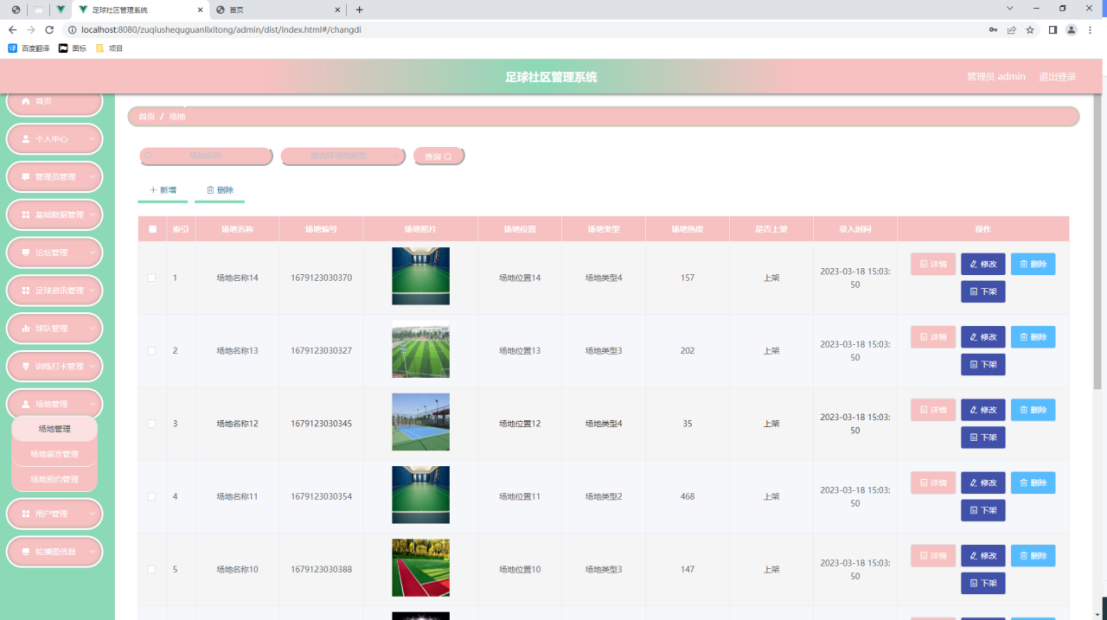 足球社区管理系统
首页
localhost:8080/zuqiushequguanlixitong/admin/dist/index.html#/changdi
百度翻译 图标 项目
足球社区管理系统
管理员 admin 退出登录
首页
个人中心
管理员管理
基础数据管理
论坛管理
足球资讯管理
球队管理
训练打卡管理
场地管理
场地管理
场地留言管理
场地预约管理
用户管理
轮播图信息
首页 / 场地
场地名称 请选择场地类型 查询
新增 删除
索引 场地名称 场地编号 场地照片 场地位置 场地类型 场地热度 是否上架 录入时间 操作
1 场地名称14 1679123030370 场地位置14 场地类型4 157 上架 2023-03-18 15:03:50 详情 修改 删除 下架
2 场地名称13 1679123030327 场地位置13 场地类型3 202 上架 2023-03-18 15:03:50 详情 修改 删除 下架
3 场地名称12 1679123030345 场地位置12 场地类型4 35 上架 2023-03-18 15:03:50 详情 修改 删除 下架
4 场地名称11 1679123030354 场地位置11 场地类型2 468 上架 2023-03-18 15:03:50 详情 修改 删除 下架
5 场地名称10 1679123030388 场地位置10 场地类型3 147 上架 2023-03-18 15:03:50 详情 修改 删除 下架